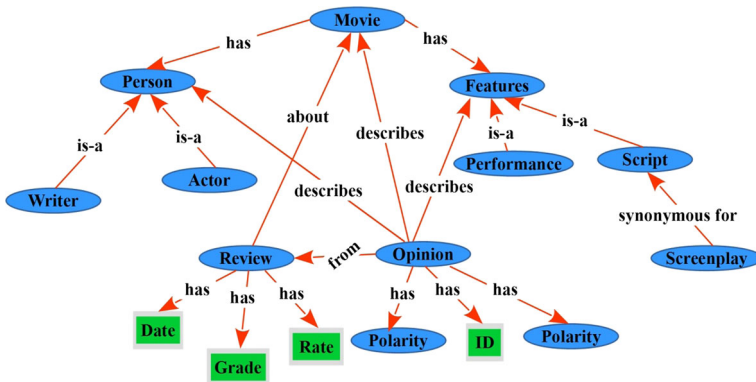 Movie
has
has
Person
Features
about
is-a
is-a
is-a
is-a
describes
Performance
Script
Writer
Actor
describes
describes
synonymous for
Review
from
Opinion
Screenplay
has
has
has
has
has
has
Date
Grade
Rate
Polarity
ID
Polarity